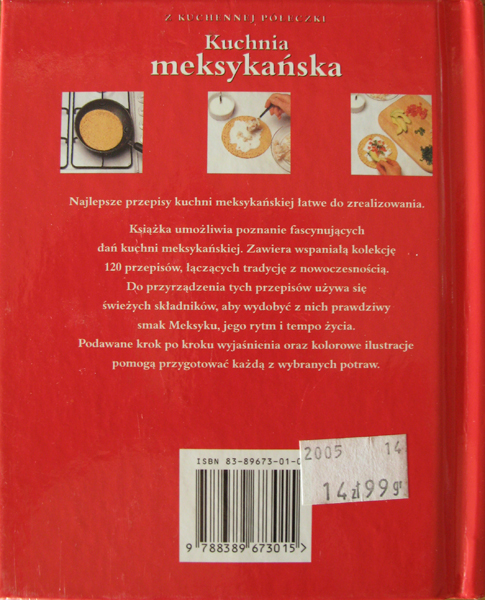 Z KUCHENNEJ PÓŁECZKI
Kuchnia
meksykańska
Najlepsze przepisy kuchni meksykańskiej łatwe do zrealizowania.
Książka umożliwia poznanie fascynujących
dań kuchni meksykańskiej. Zawiera wspaniałą kolekcję
120 przepisów, łączących tradycję z nowoczesnością.
Do przyrządzenia tych przepisów używa się
świeżych składników, aby wydobyć z nich prawdziwy
smak Meksyku, jego rytm i tempo życia.
Podawane krok po kroku wyjaśnienia oraz kolorowe ilustracje
pomogą przygotować każdą z wybranych potraw.
ISBN 83-89673-01-
2005 14
14 zł 99 gr
9 788389 673015 >